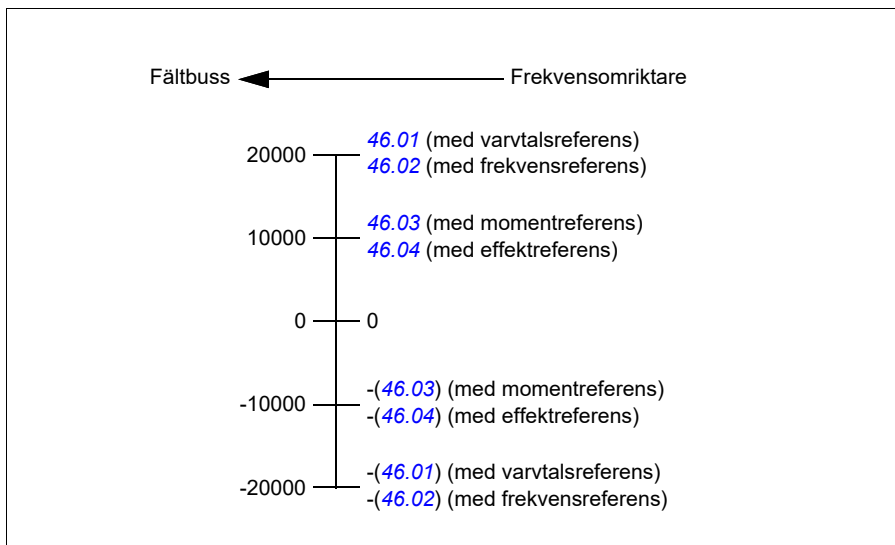 Fältbuss Frekvensomriktare
46.01 (med varvtalsreferens)
20000
46.02 (med frekvensreferens)
46.03 (med momentreferens)
10000
46.04 (med effektreferens)
0 0
-(46.03) (med momentreferens)
-10000
-(46.04) (med effektreferens)
-(46.01) (med varvtalsreferens)
-20000
-(46.02) (med frekvensreferens)